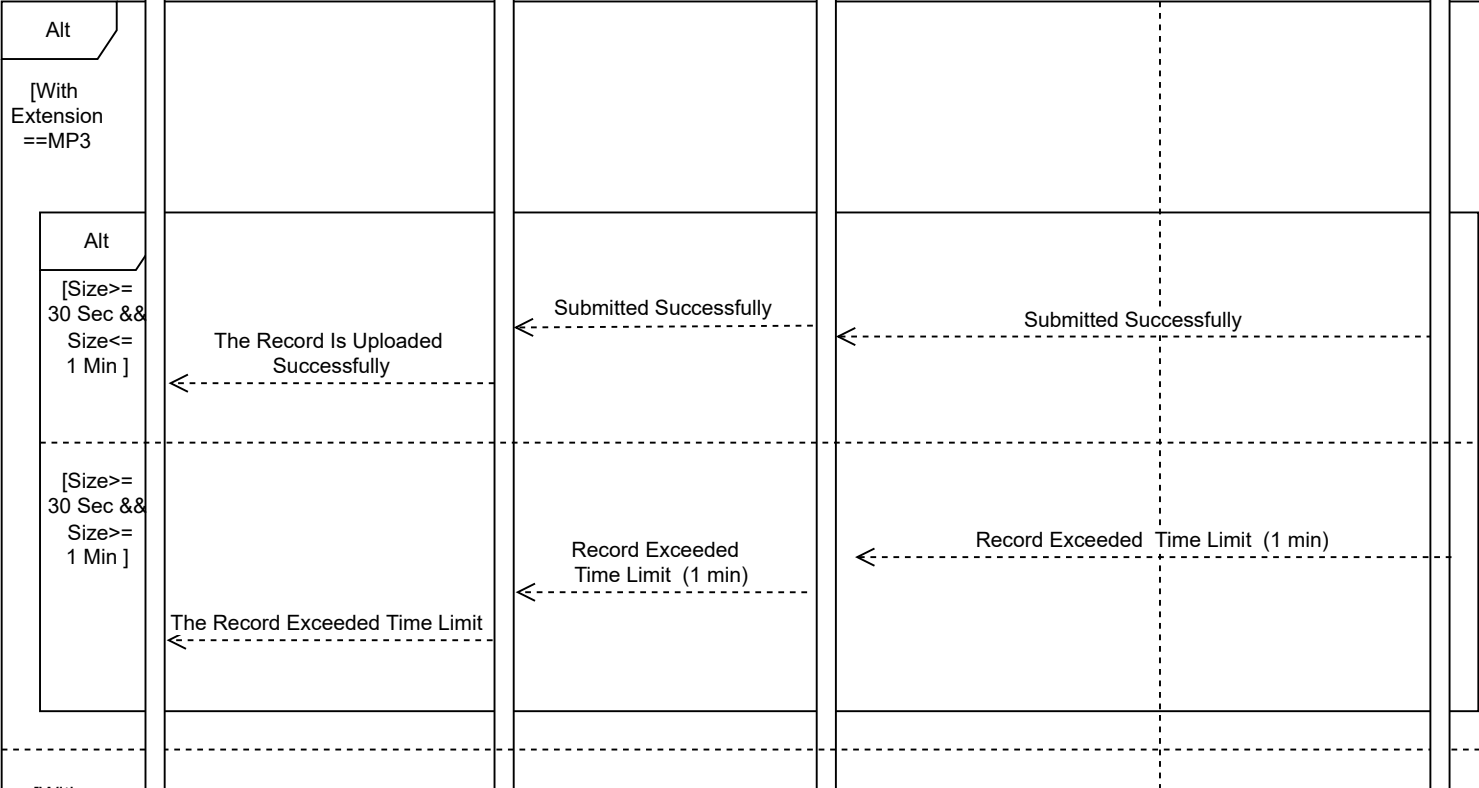 Alt
[With
Extension
==MP3
Alt
[Size>=
30 Sec &&
Size<=
1 Min ]
The Record Is Uploaded
Successfully
Submitted Successfully
Submitted Successfully
[Size>=
30 Sec &&
Size>=
1 Min ]
The Record Exceeded Time Limit
Record Exceeded
Time Limit  (1 min)
Record Exceeded  Time Limit  (1 min)